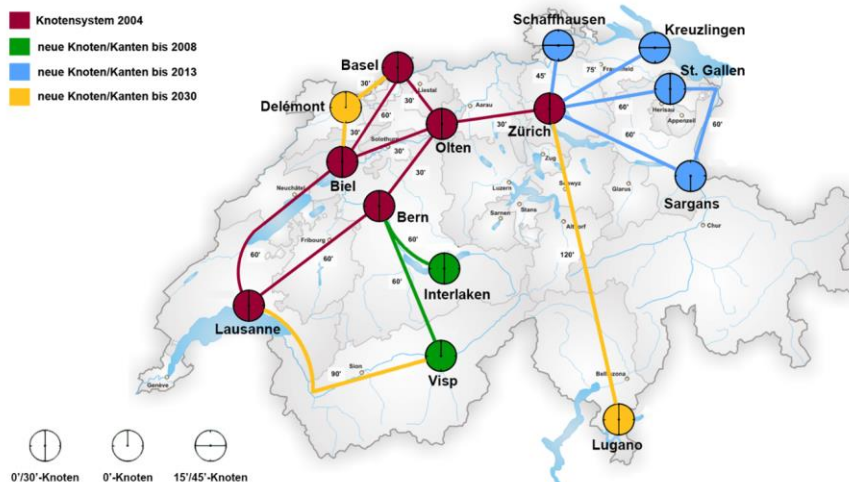 Knotensystem 2004
neue Knoten/Kanten bis 2008
neue Knoten/Kanten bis 2013
neue Knoten/Kanten bis 2030
Schaffhausen
Kreuzlingen
Basel
St. Gallen
45'
75'
Frauenfeld
30'
Liestal
Delémont
30'
60'
Aarau
Herisau
60'
Appenzell
Zürich
30'
60'
60'
30'
Solothurn
30'
Olten
Biel
30'
Zug
Sargans
Neuchâtel
Luzern
Schwyz
Glarus
Bern
Stans
Sarnen
Altdorf
Chur
Fribourg
60'
60'
60'
60'
120'
Interlaken
Lausanne
Visp
90'
Sion
Genève
Bellinzona
Lugano
0'/30'-Knoten
0'-Knoten
15'/45'-Knoten